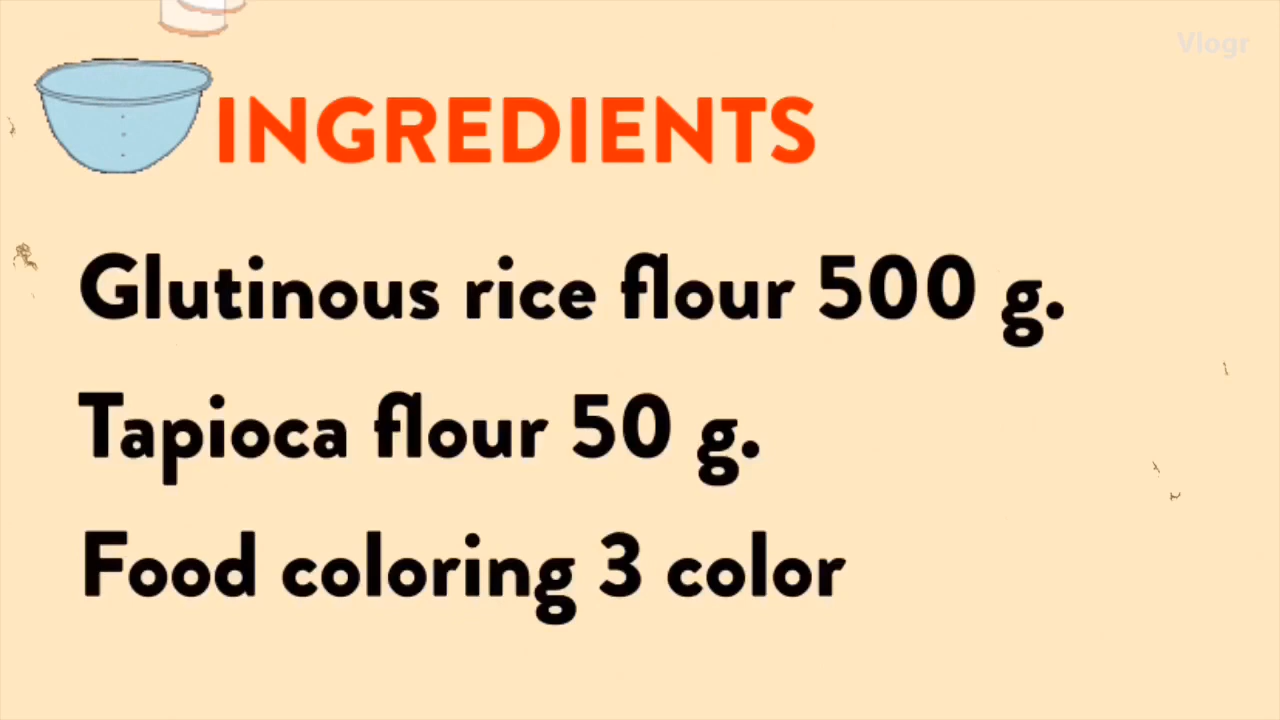 Vlogr
INGREDIENTS
Glutinous rice flour 500 g.
Tapioca flour 50 g.
Food coloring 3 color